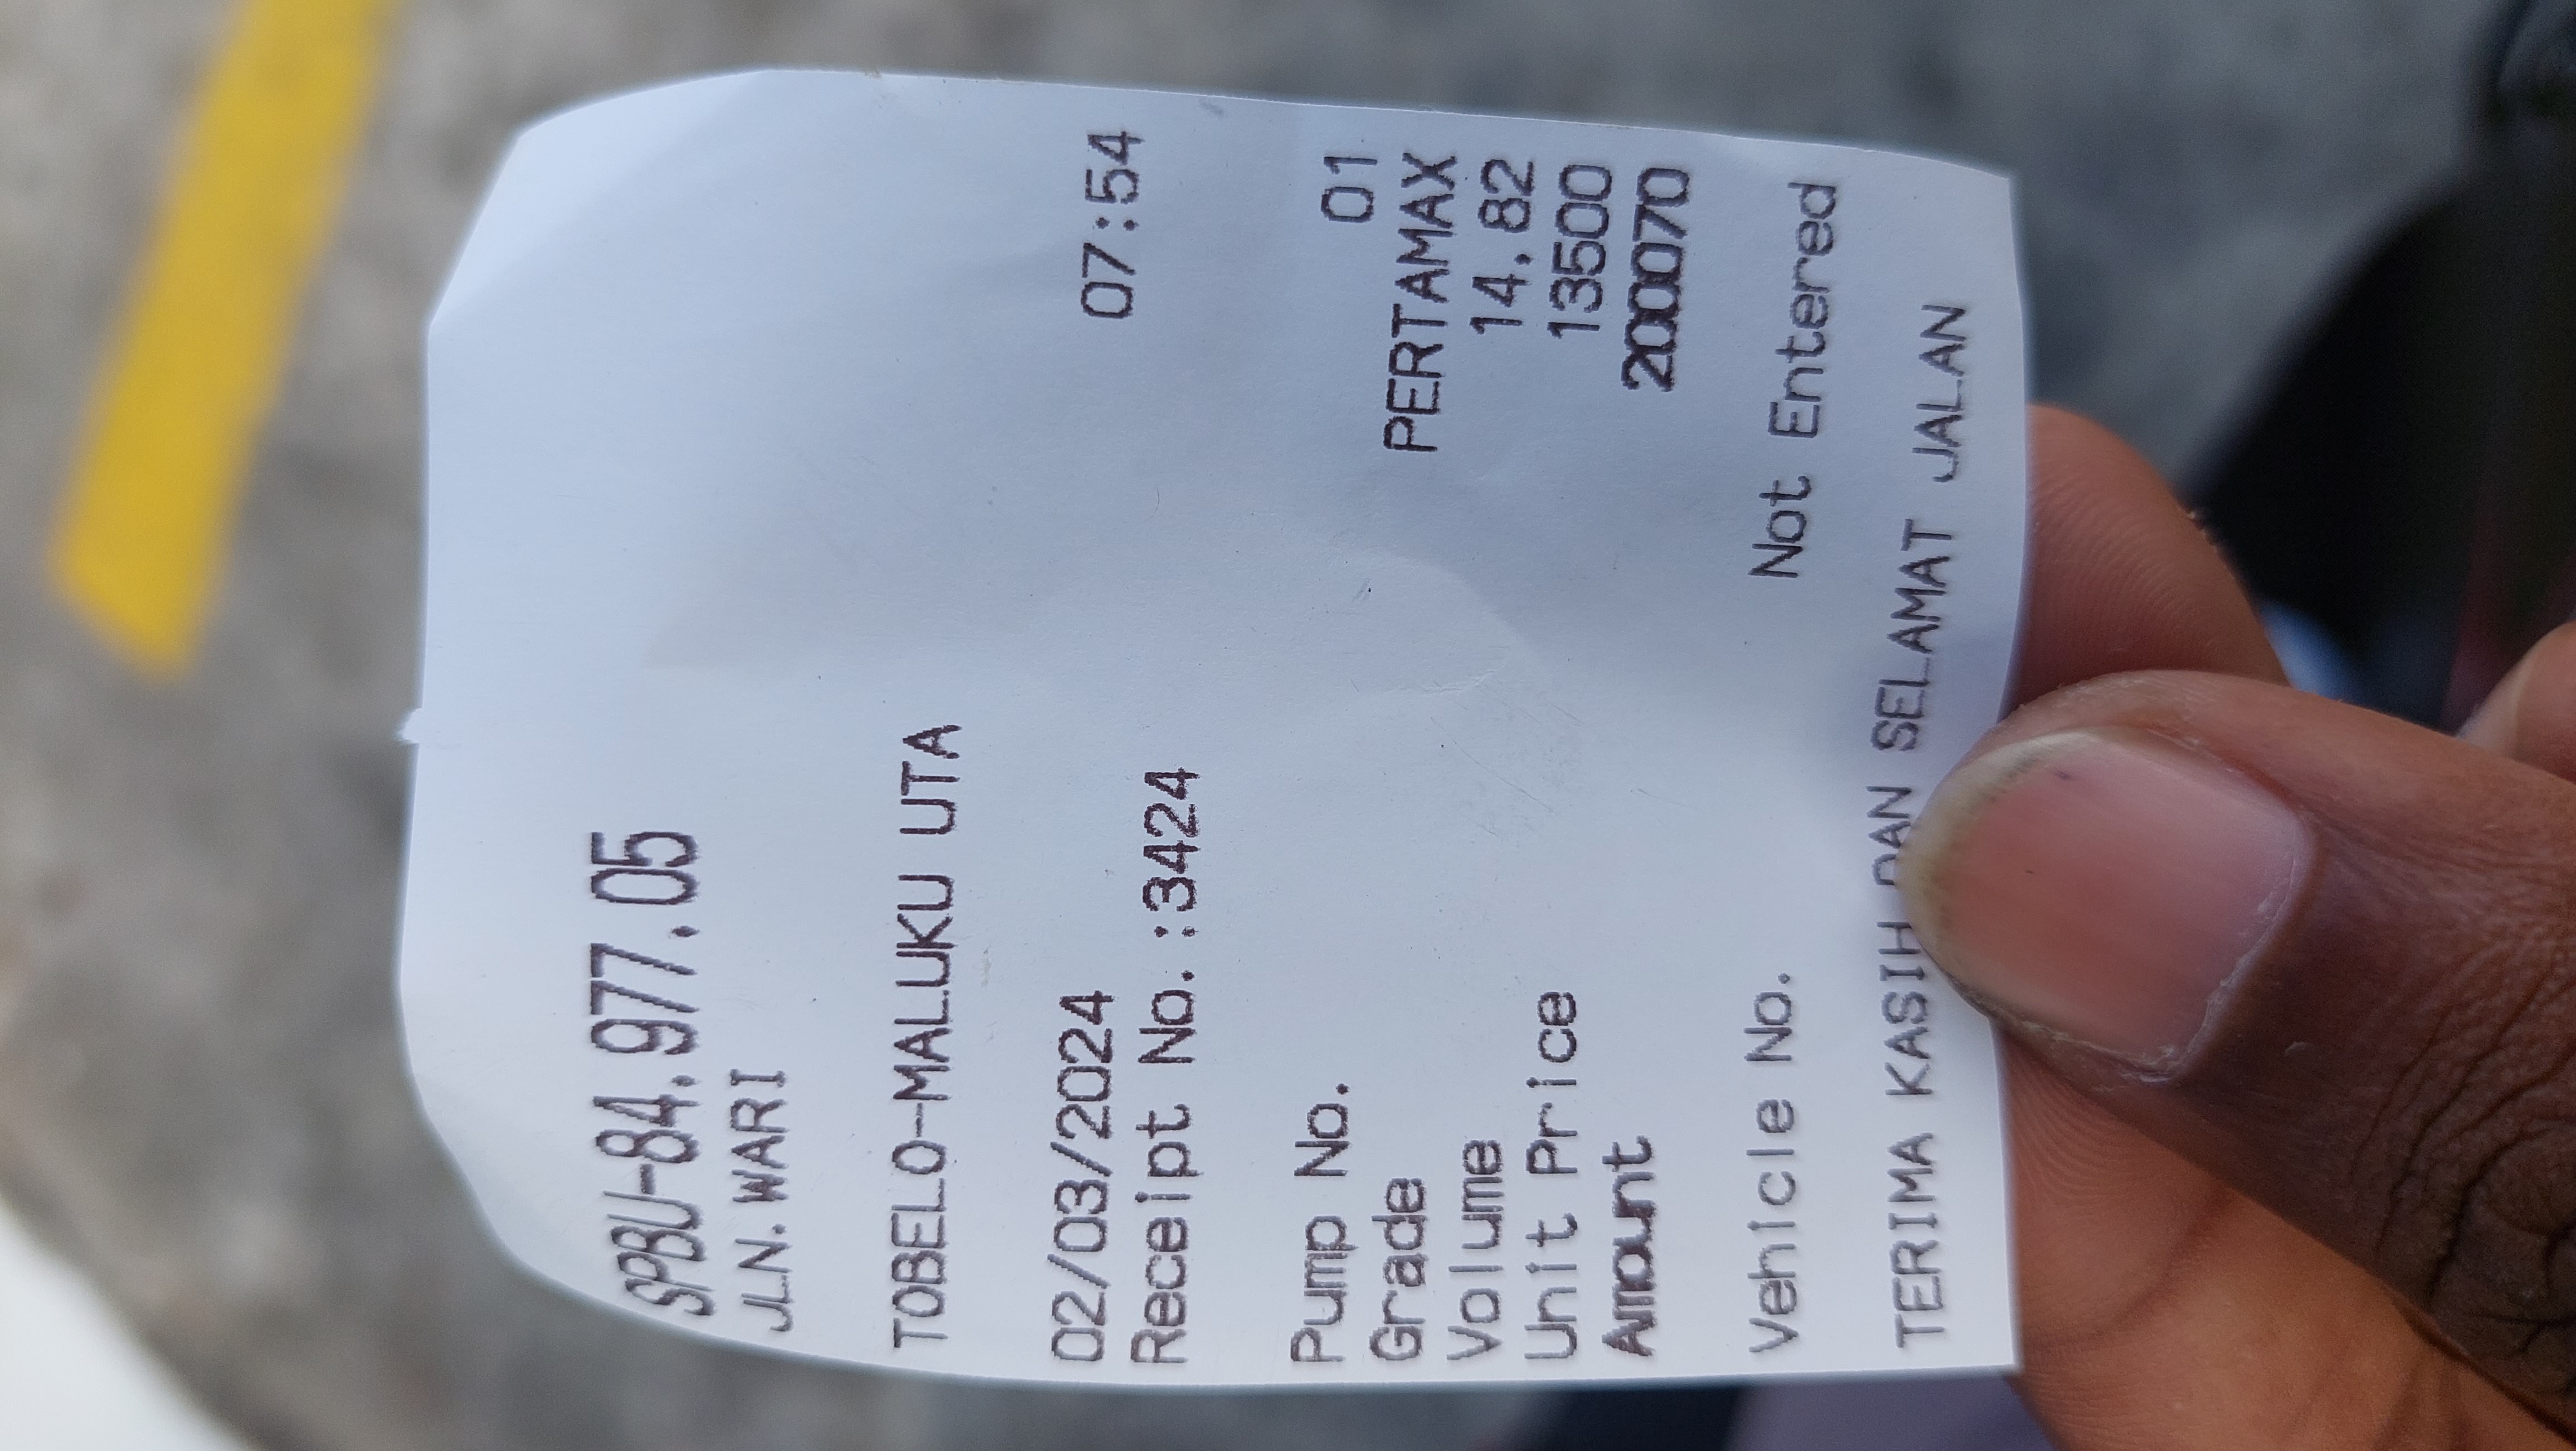 SPBU-84.977.05
JLN. WARI
TOBELO-MALUKU UTA
02/03/2024 07:54
Receipt No.:3424
Pump No. 01
Grade PERTAMAX
Volume 14.82
Unit Price 13500
Amount 200070
Vehicle No. Not Entered
TERIMA KASIH DAN SELAMAT JALAN